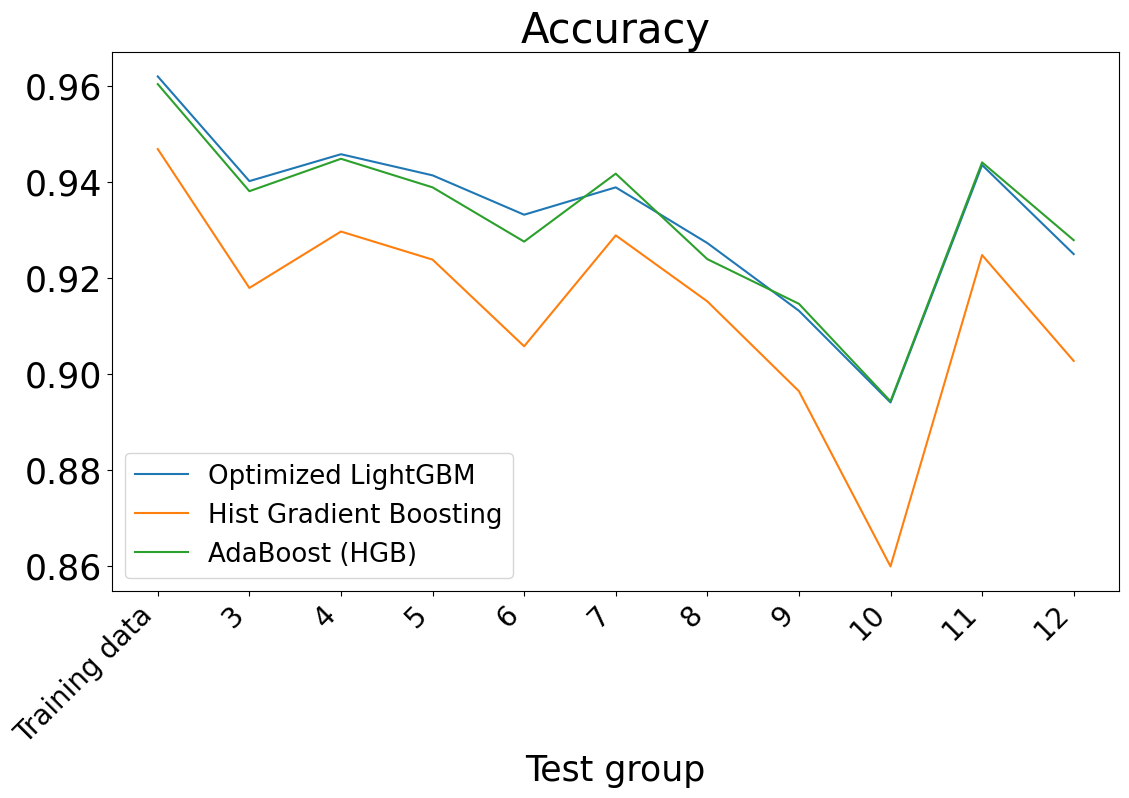 Accuracy
0.96
0.94
0.92
0.90
0.88
0.86
Optimized LightGBM
Hist Gradient Boosting
AdaBoost (HGB)
Training data 3 4 5 6 7 8 9 10 11 12
Test group